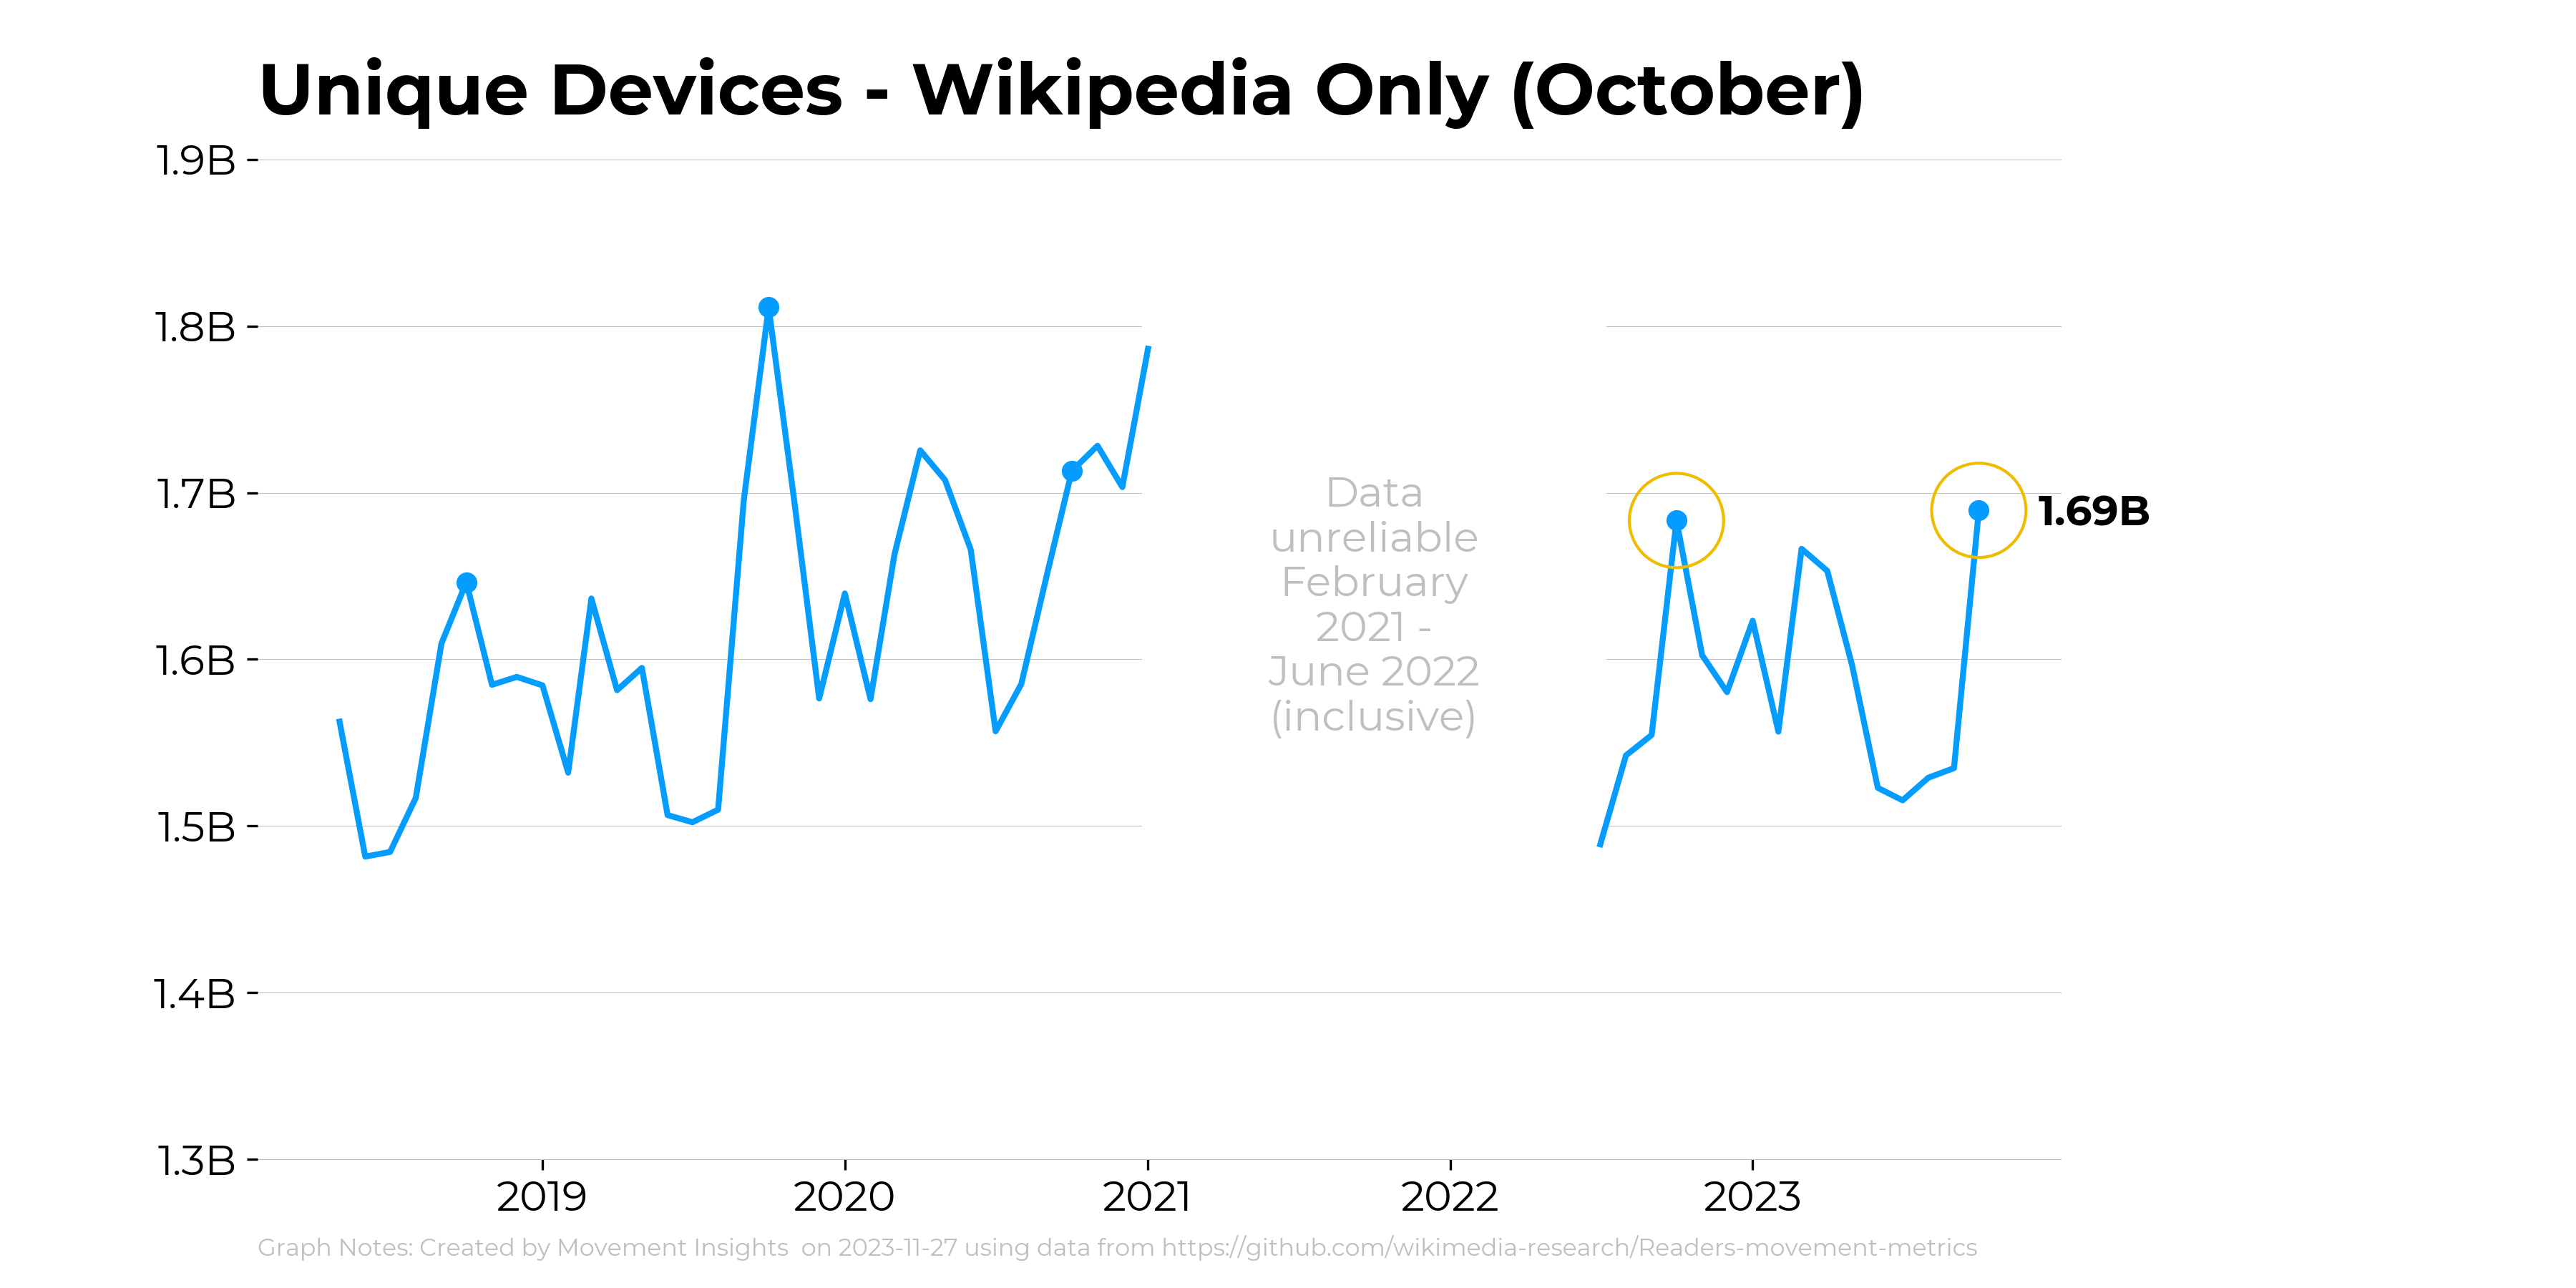 Unique Devices - Wikipedia Only (October)
1.9B
1.8B
1.7B
1.6B
1.5B
1.4B
1.3B
Data
unreliable
February
2021 -
June 2022
(inclusive)
1.69B
2019
2020
2021
2022
2023
Graph Notes: Created by Movement Insights  on 2023-11-27 using data from https://github.com/wikimedia-research/Readers-movement-metrics